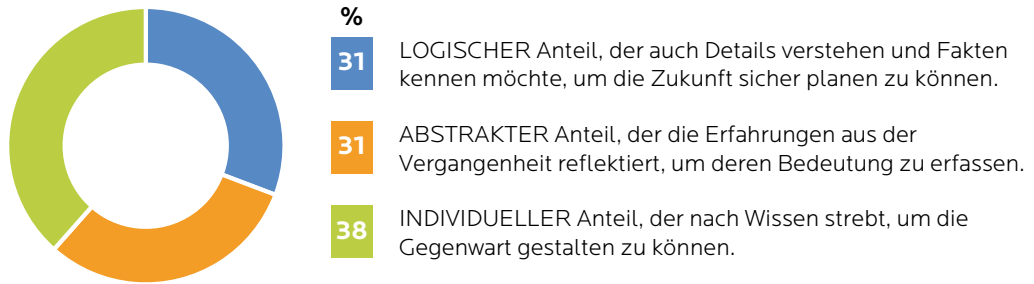 %
31
LOGISCHER Anteil, der auch Details verstehen und Fakten
kennen möchte, um die Zukunft sicher planen zu können.
31
ABSTRAKTER Anteil, der die Erfahrungen aus der
Vergangenheit reflektiert, um deren Bedeutung zu erfassen.
38
INDIVIDUELLER Anteil, der nach Wissen strebt, um die
Gegenwart gestalten zu können.